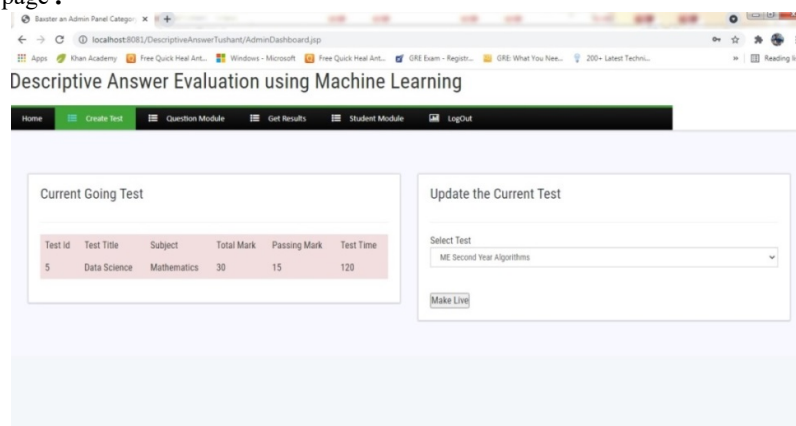 page :
Baxster an Admin Panel Categor
localhost:8081/DescriptiveAnswerTushant/AdminDashboard.jsp
Apps Khan Academy Free Quick Heal Ant... Windows - Microsoft Free Quick Heal Ant... GRE Exam - Registr... GRE: What You Nee... 200+ Latest Techni... » Reading li
Descriptive Answer Evaluation using Machine Learning
Home Create Test Question Module Get Results Student Module LogOut
Current Going Test
Test Id Test Title Subject Total Mark Passing Mark Test Time
5 Data Science Mathematics 30 15 120
Update the Current Test
Select Test
ME Second Year Algorithms
Make Live